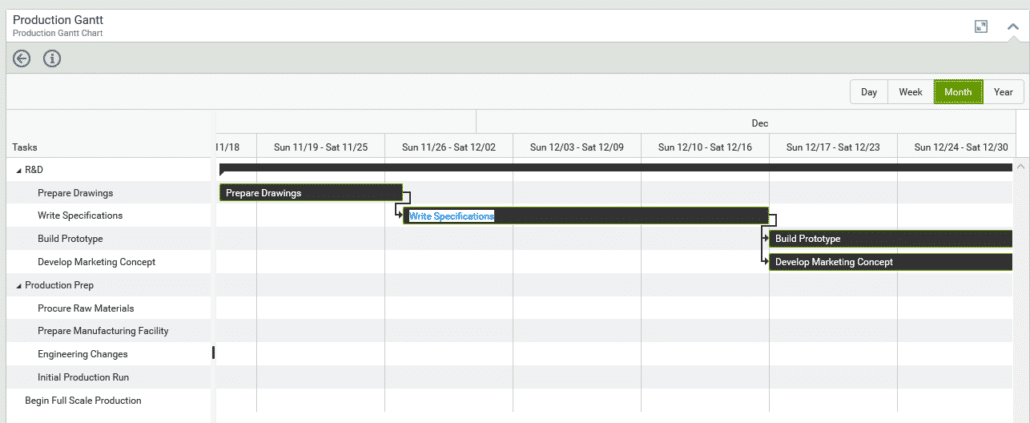 Production Gantt
Production Gantt Chart
Day Week Month Year
Dec
Tasks 11/18 Sun 11/19 - Sat 11/25 Sun 11/26 - Sat 12/02 Sun 12/03 - Sat 12/09 Sun 12/10 - Sat 12/16 Sun 12/17 - Sat 12/23 Sun 12/24 - Sat 12/30
R&D
Prepare Drawings Prepare Drawings
Write Specifications Write Specifications
Build Prototype Build Prototype
Develop Marketing Concept Develop Marketing Concept
Production Prep
Procure Raw Materials
Prepare Manufacturing Facility
Engineering Changes
Initial Production Run
Begin Full Scale Production